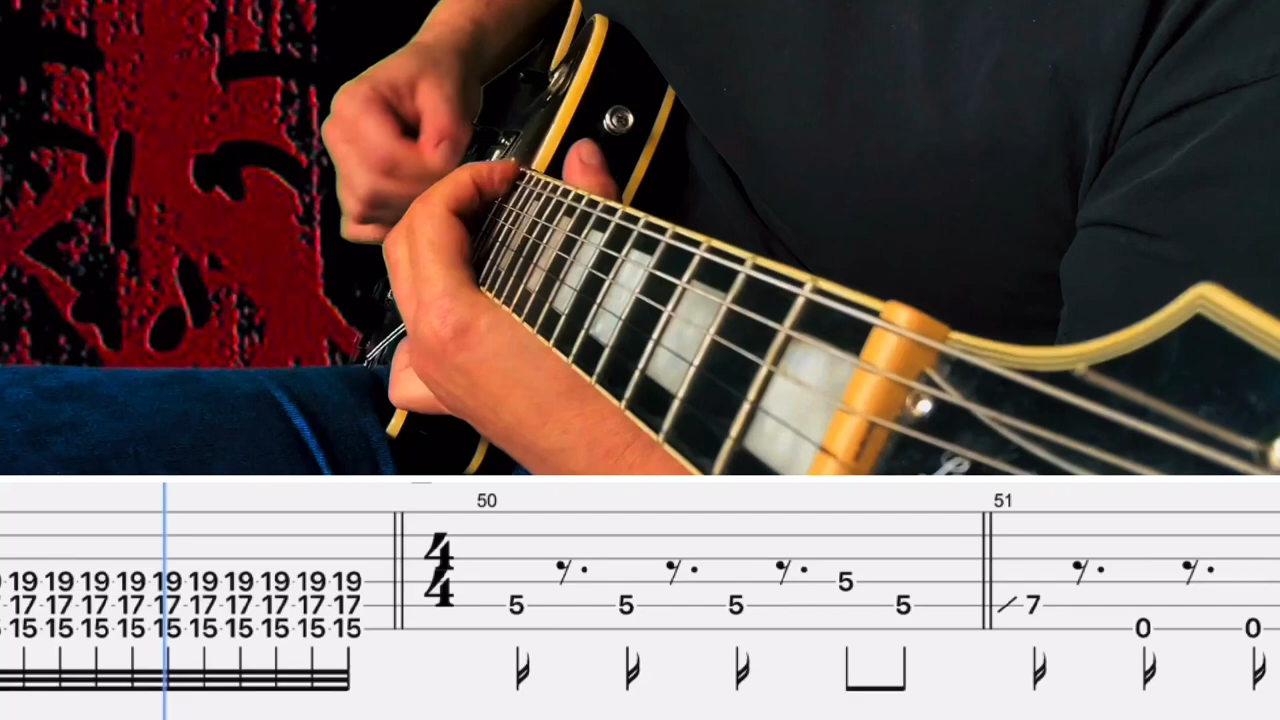 50 51
4
19 19 19 19 19 19 19 19 19 19 4 5
17 17 17 17 17 17 17 17 17 17 5 5 5 5 7
15 15 15 15 15 15 15 15 15 15 0 0